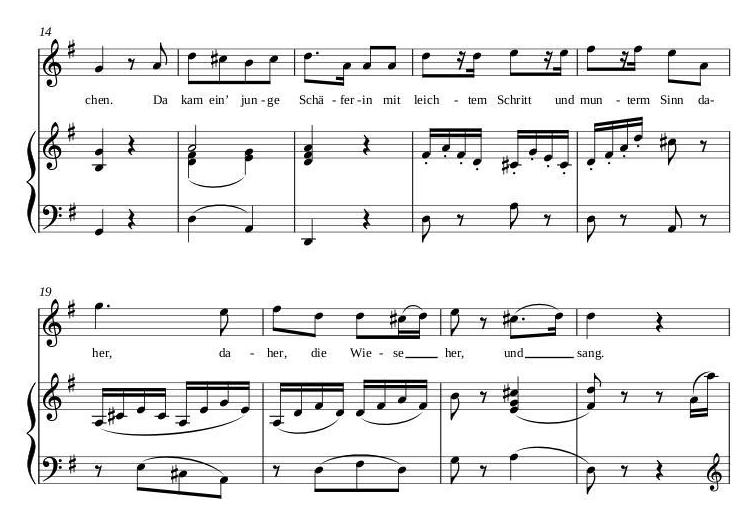 14
chen. Da kam ein’ jun - ge Schä - fer - in mit leich - tem Schritt und mun - term Sinn da-
19
her, da - her, die Wie - se her, und sang.